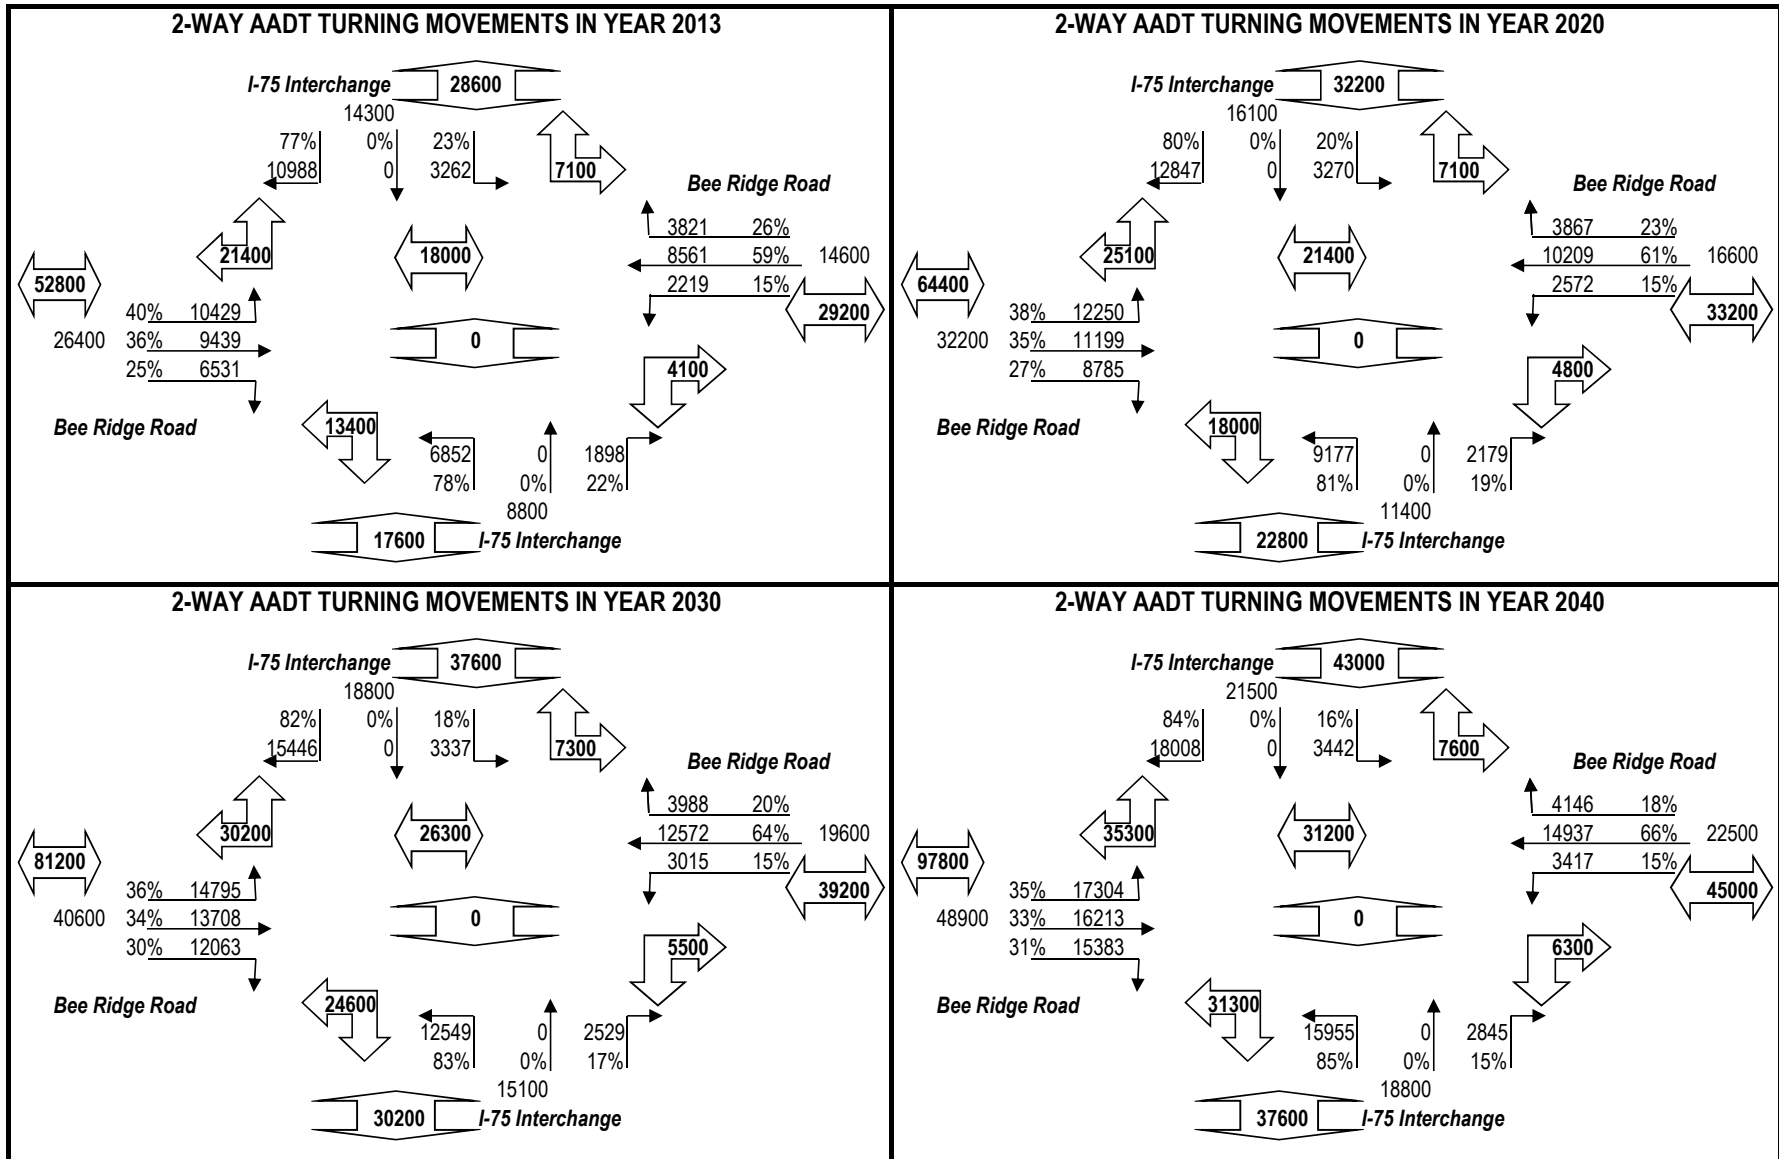 2-WAY AADT TURNING MOVEMENTS IN YEAR 2013
I-75 Interchange 28600
14300
77% 0% 23%
10988 0 3262 7100
Bee Ridge Road
3821 26%
21400 18000 8561 59% 14600
52800 2219 15%
29200
40% 10429
26400 36% 9439 0
25% 6531 4100
Bee Ridge Road 13400
6852 0 1898
78% 0% 22%
8800
17600 I-75 Interchange
2-WAY AADT TURNING MOVEMENTS IN YEAR 2020
I-75 Interchange 32200
16100
80% 0% 20%
12847 0 3270 7100
Bee Ridge Road
3867 23%
25100 21400 10209 61% 16600
64400 2572 15%
33200
38% 12250
32200 35% 11199 0
27% 8785 4800
Bee Ridge Road 18000
9177 0 2179
81% 0% 19%
11400
22800 I-75 Interchange
2-WAY AADT TURNING MOVEMENTS IN YEAR 2030
I-75 Interchange 37600
18800
82% 0% 18%
15446 0 3337 7300
Bee Ridge Road
3988 20%
30200 26300 12572 64% 19600
81200 3015 15%
39200
36% 14795
40600 34% 13708 0
30% 12063 5500
Bee Ridge Road 24600
12549 0 2529
83% 0% 17%
15100
30200 I-75 Interchange
2-WAY AADT TURNING MOVEMENTS IN YEAR 2040
I-75 Interchange 43000
21500
84% 0% 16%
18008 0 3442 7600
Bee Ridge Road
4146 18%
35300 31200 14937 66% 22500
97800 3417 15%
45000
35% 17304
48900 33% 16213 0
31% 15383 6300
Bee Ridge Road 31300
15955 0 2845
85% 0% 15%
18800
37600 I-75 Interchange